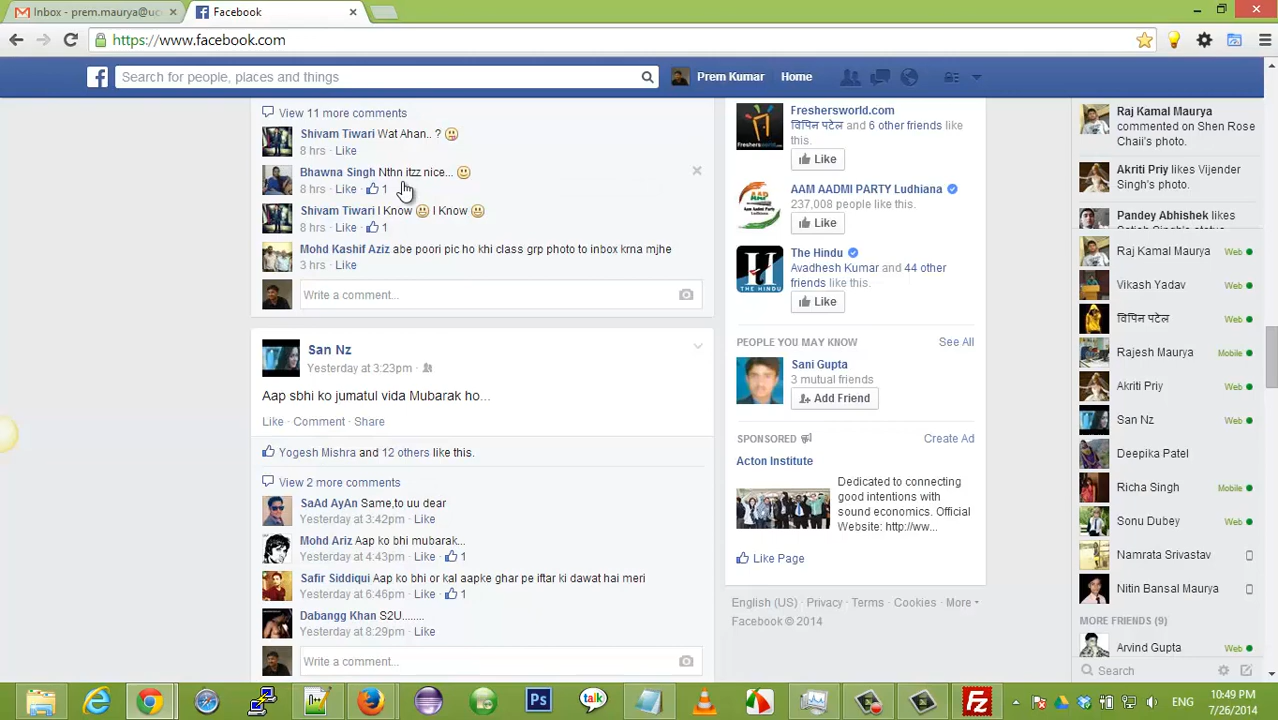 Inbox - prem.maurya@uc
Facebook
https://www.facebook.com
Search for people, places and things
Prem Kumar
Home
View 11 more comments
Shivam Tiwari Wat Ahan.. ?
8 hrs · Like
Bhawna Singh Nthn itzz nice...
8 hrs · Like · 1
Shivam Tiwari I Know I Know
8 hrs · Like · 1
Mohd Kashif Aziz abe poori pic ho khi class grp photo to inbox krna mjhe
3 hrs · Like
Write a comment...
San Nz
Yesterday at 3:23pm ·
Aap sbhi ko jumatul vida Mubarak ho...
Like · Comment · Share
Yogesh Mishra and 12 others like this.
View 2 more comments
SaAd AyAn Same,to uu dear
Yesterday at 3:42pm · Like
Mohd Ariz Aap ko bhi mubarak...
Yesterday at 4:43pm · Like · 1
Safir Siddiqui Aap ko bhi or kal aapke ghar pe iftar ki dawat hai meri
Yesterday at 6:46pm · Like · 1
Dabangg Khan S2U........
Yesterday at 8:29pm · Like
Write a comment...
Freshersworld.com
विपिन पटेल and 6 other friends like
this.
Like
AAM AADMI PARTY Ludhiana
237,008 people like this.
Like
The Hindu
Avadhesh Kumar and 44 other
friends like this.
Like
THE HINDU
PEOPLE YOU MAY KNOW
See All
Sani Gupta
3 mutual friends
Add Friend
SPONSORED
Create Ad
Acton Institute
Dedicated to connecting
good intentions with
sound economics. Official
Website: http://ww...
Like Page
English (US) · Privacy · Terms · Cookies · More
Facebook © 2014
Raj Kamal Maurya
commented on Shen Rose
Chaii's photo.
Akriti Priy likes Vijender
Singh's photo.
Pandey Abhishek likes
Raj Kamal Maurya Web
Vikash Yadav Web
विपिन पटेल Web
Rajesh Maurya Mobile
Akriti Priy Web
San Nz Web
Deepika Patel
Richa Singh Mobile
Sonu Dubey Web
Namrata Srivastav
Nitin Bansal Maurya
MORE FRIENDS (9)
Arvind Gupta Web
Search
Ps
talk
Fz
ENG
10:49 PM
7/26/2014